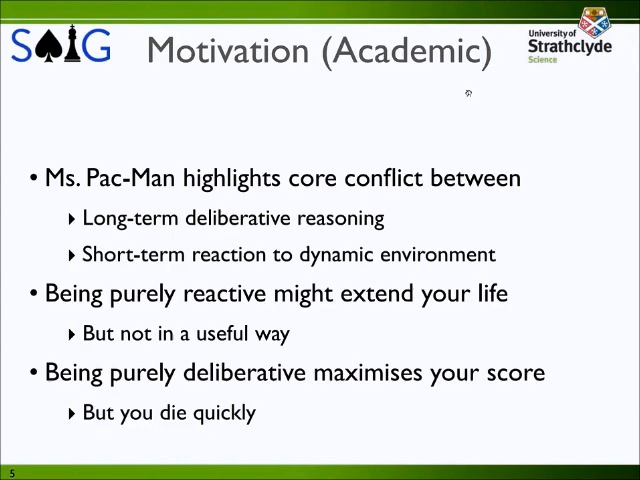 S♠♟IG
Motivation (Academic)
University of
Strathclyde
Science
• Ms. Pac-Man highlights core conflict between
‣ Long-term deliberative reasoning
‣ Short-term reaction to dynamic environment
• Being purely reactive might extend your life
‣ But not in a useful way
• Being purely deliberative maximises your score
‣ But you die quickly
5